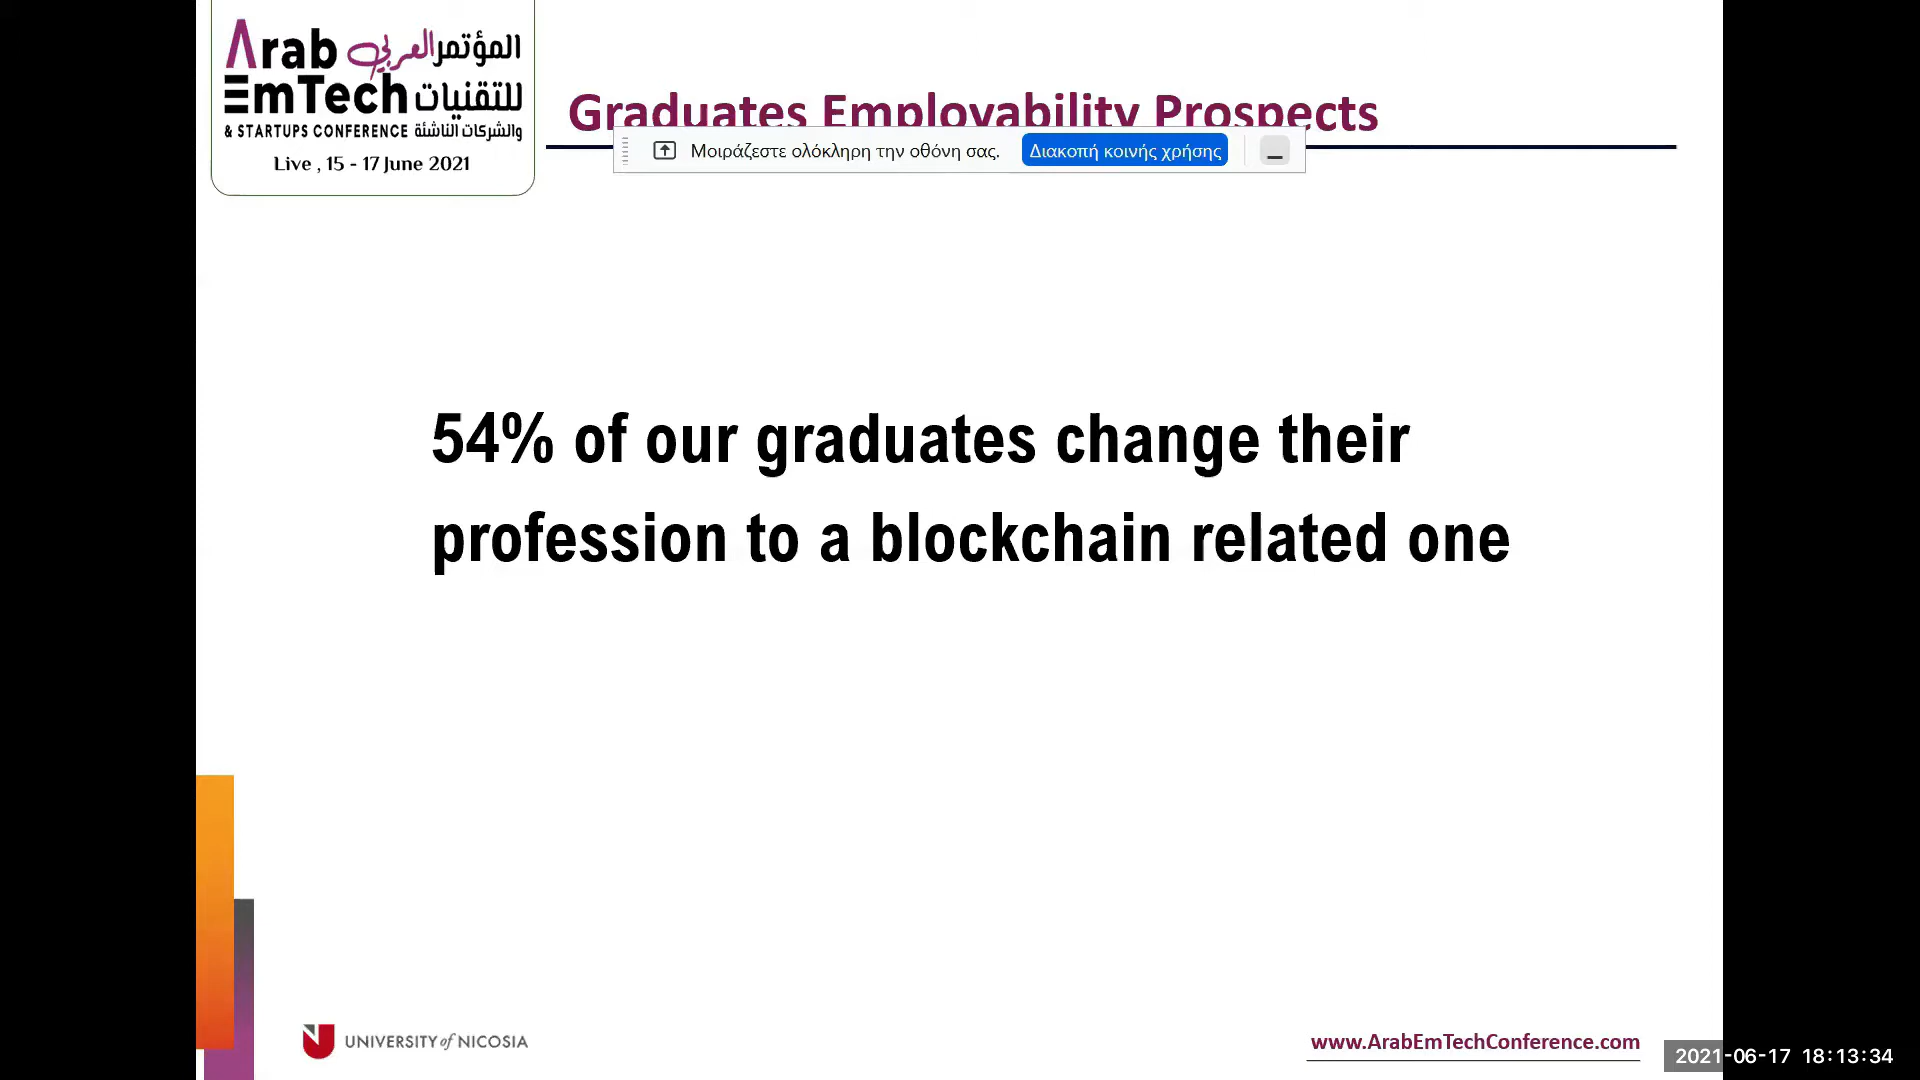 Arab المؤتمر العربي
EmTech للتقنيات
& STARTUPS CONFERENCE والشركات الناشئة
Live , 15 - 17 June 2021
Graduates Employability Prospects
Μοιράζεστε ολόκληρη την οθόνη σας. Διακοπή κοινής χρήσης
54% of our graduates change their
profession to a blockchain related one
UNIVERSITY of NICOSIA
www.ArabEmTechConference.com
2021-06-17 18:13:34